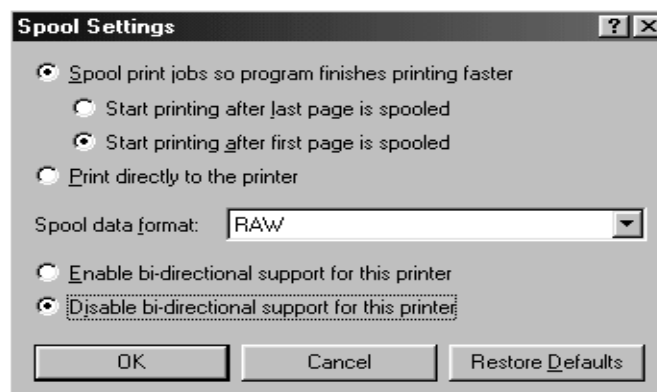 Spool Settings
Spool print jobs so program finishes printing faster
Start printing after last page is spooled
Start printing after first page is spooled
Print directly to the printer
Spool data format: RAW
Enable bi-directional support for this printer
Disable bi-directional support for this printer
OK Cancel Restore Defaults